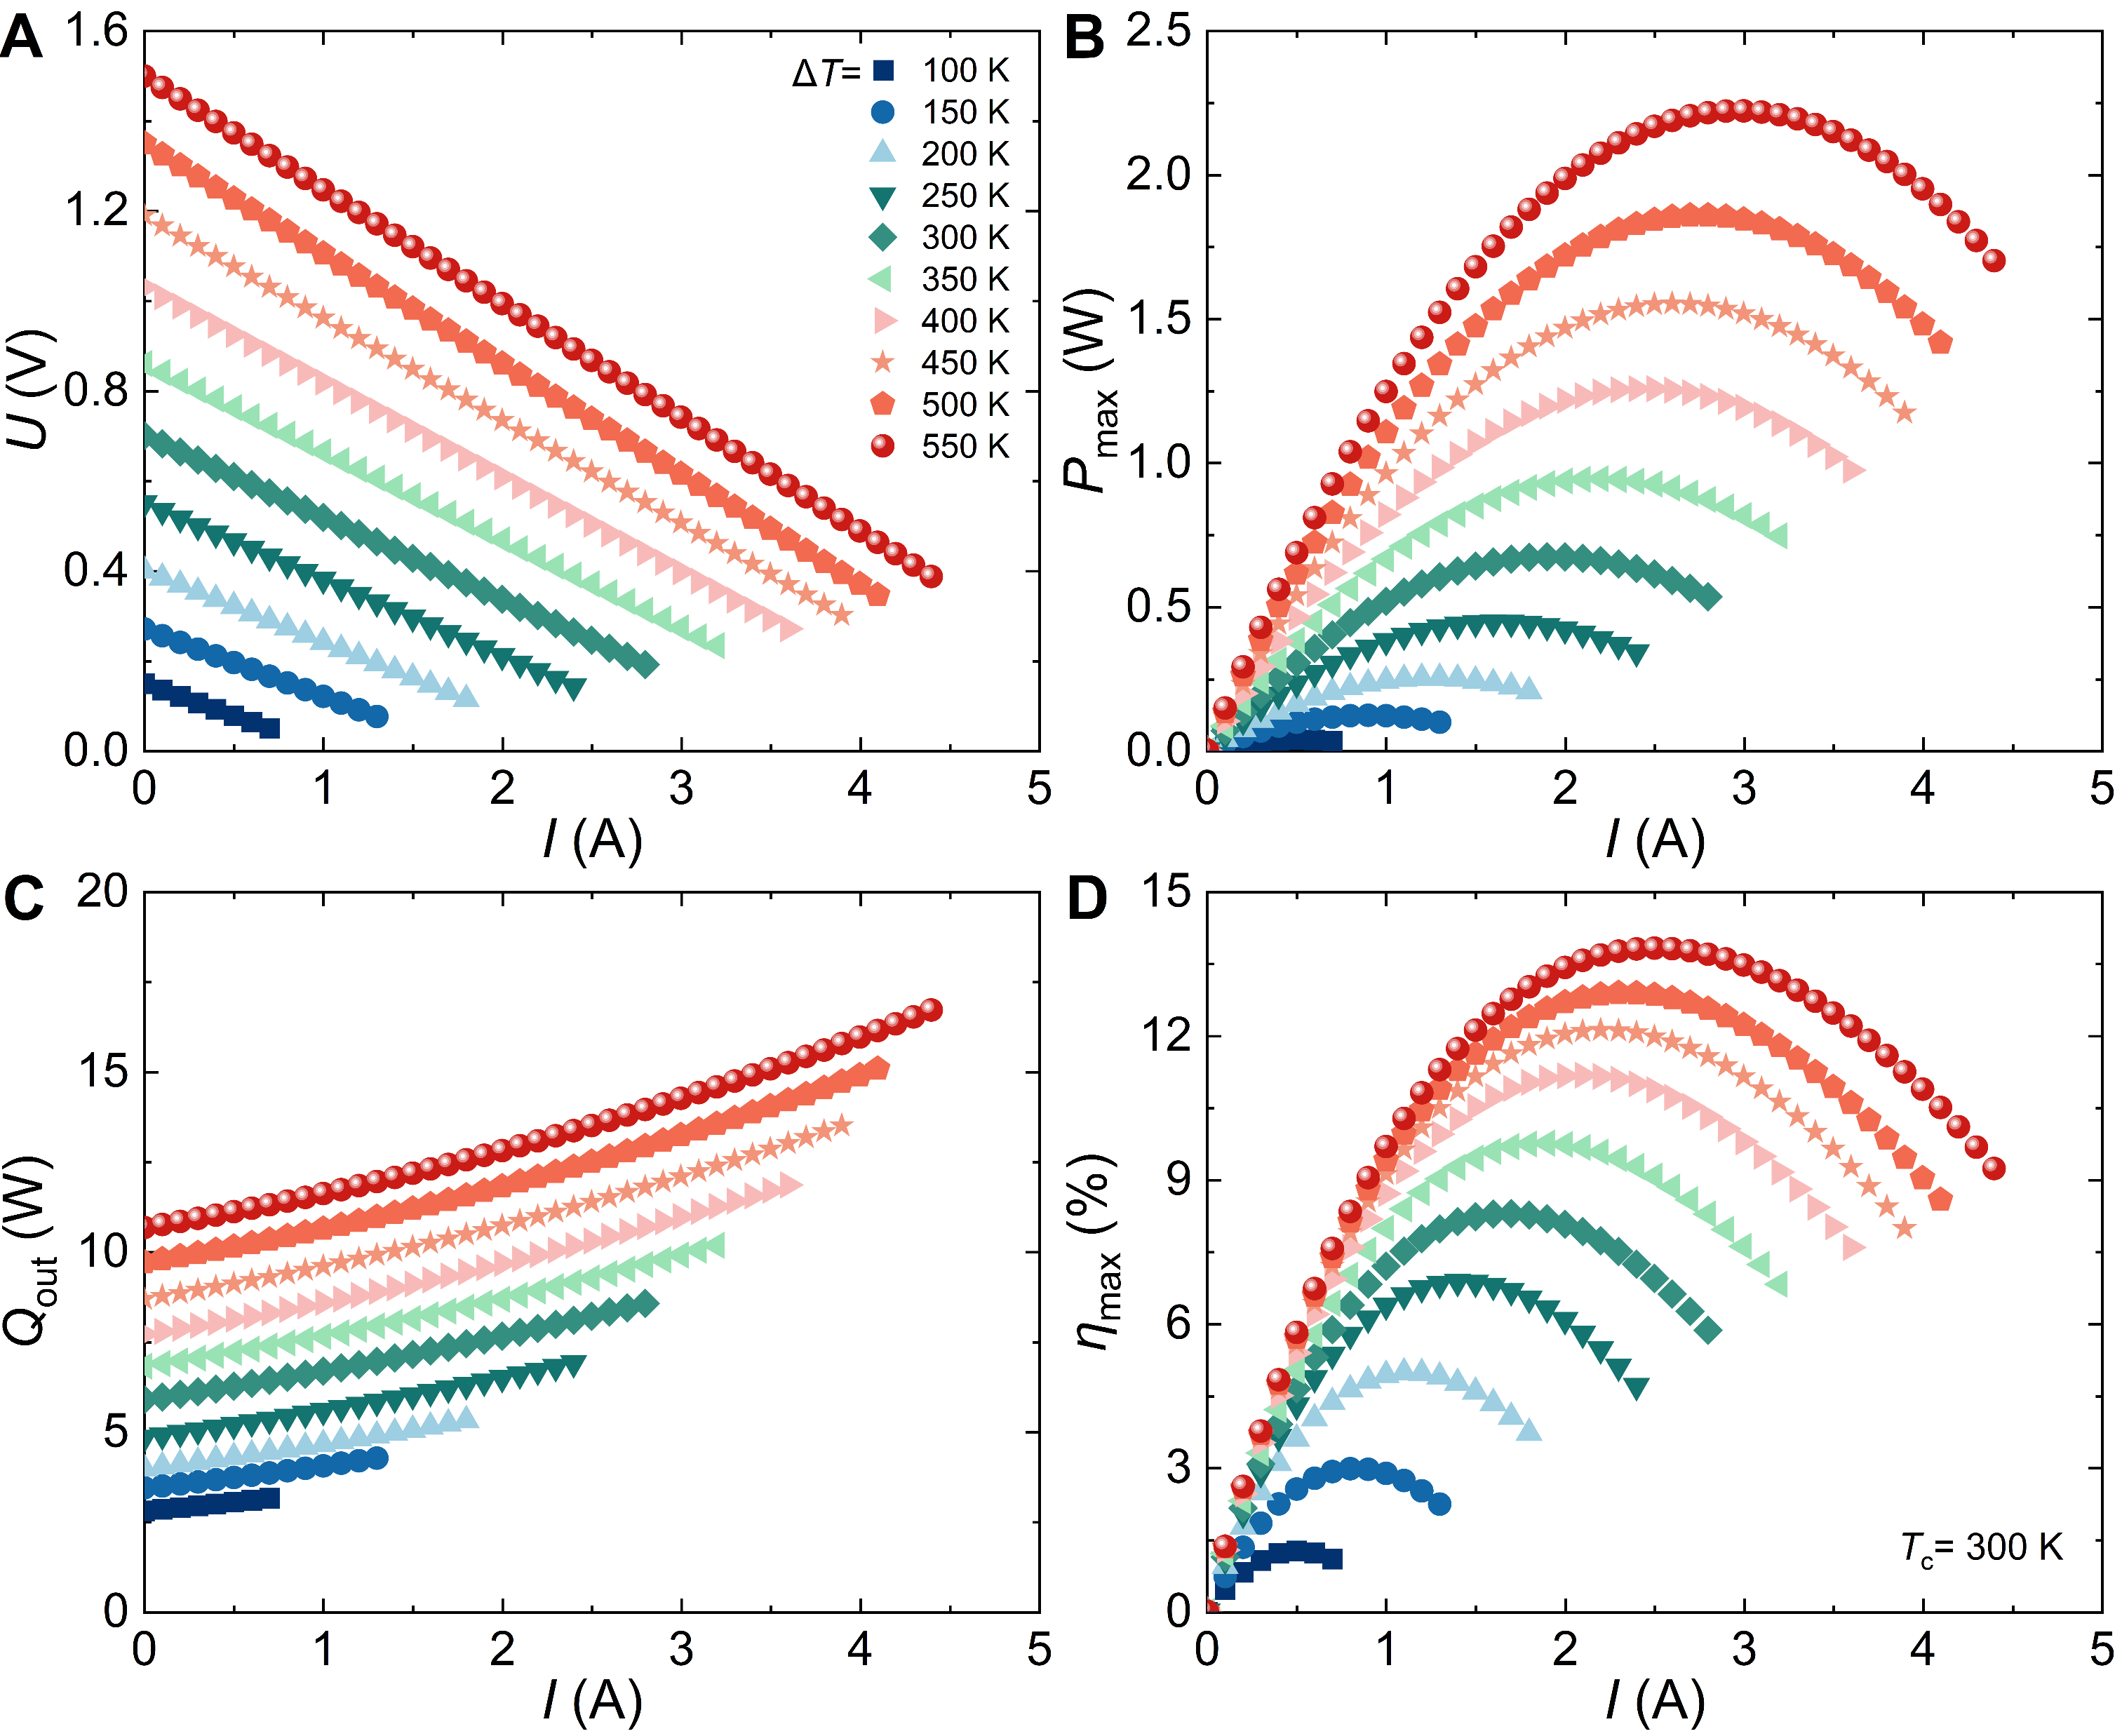 A
1.6
1.2
0.8
0.4
0.0
U (V)
0 1 2 3 4 5
I (A)
ΔT=
100 K
150 K
200 K
250 K
300 K
350 K
400 K
450 K
500 K
550 K
B
2.5
2.0
1.5
1.0
0.5
0.0
Pmax (W)
0 1 2 3 4 5
I (A)
C
20
15
10
5
0
Qout (W)
0 1 2 3 4 5
I (A)
D
15
12
9
6
3
0
ηmax (%)
Tc= 300 K
0 1 2 3 4 5
I (A)